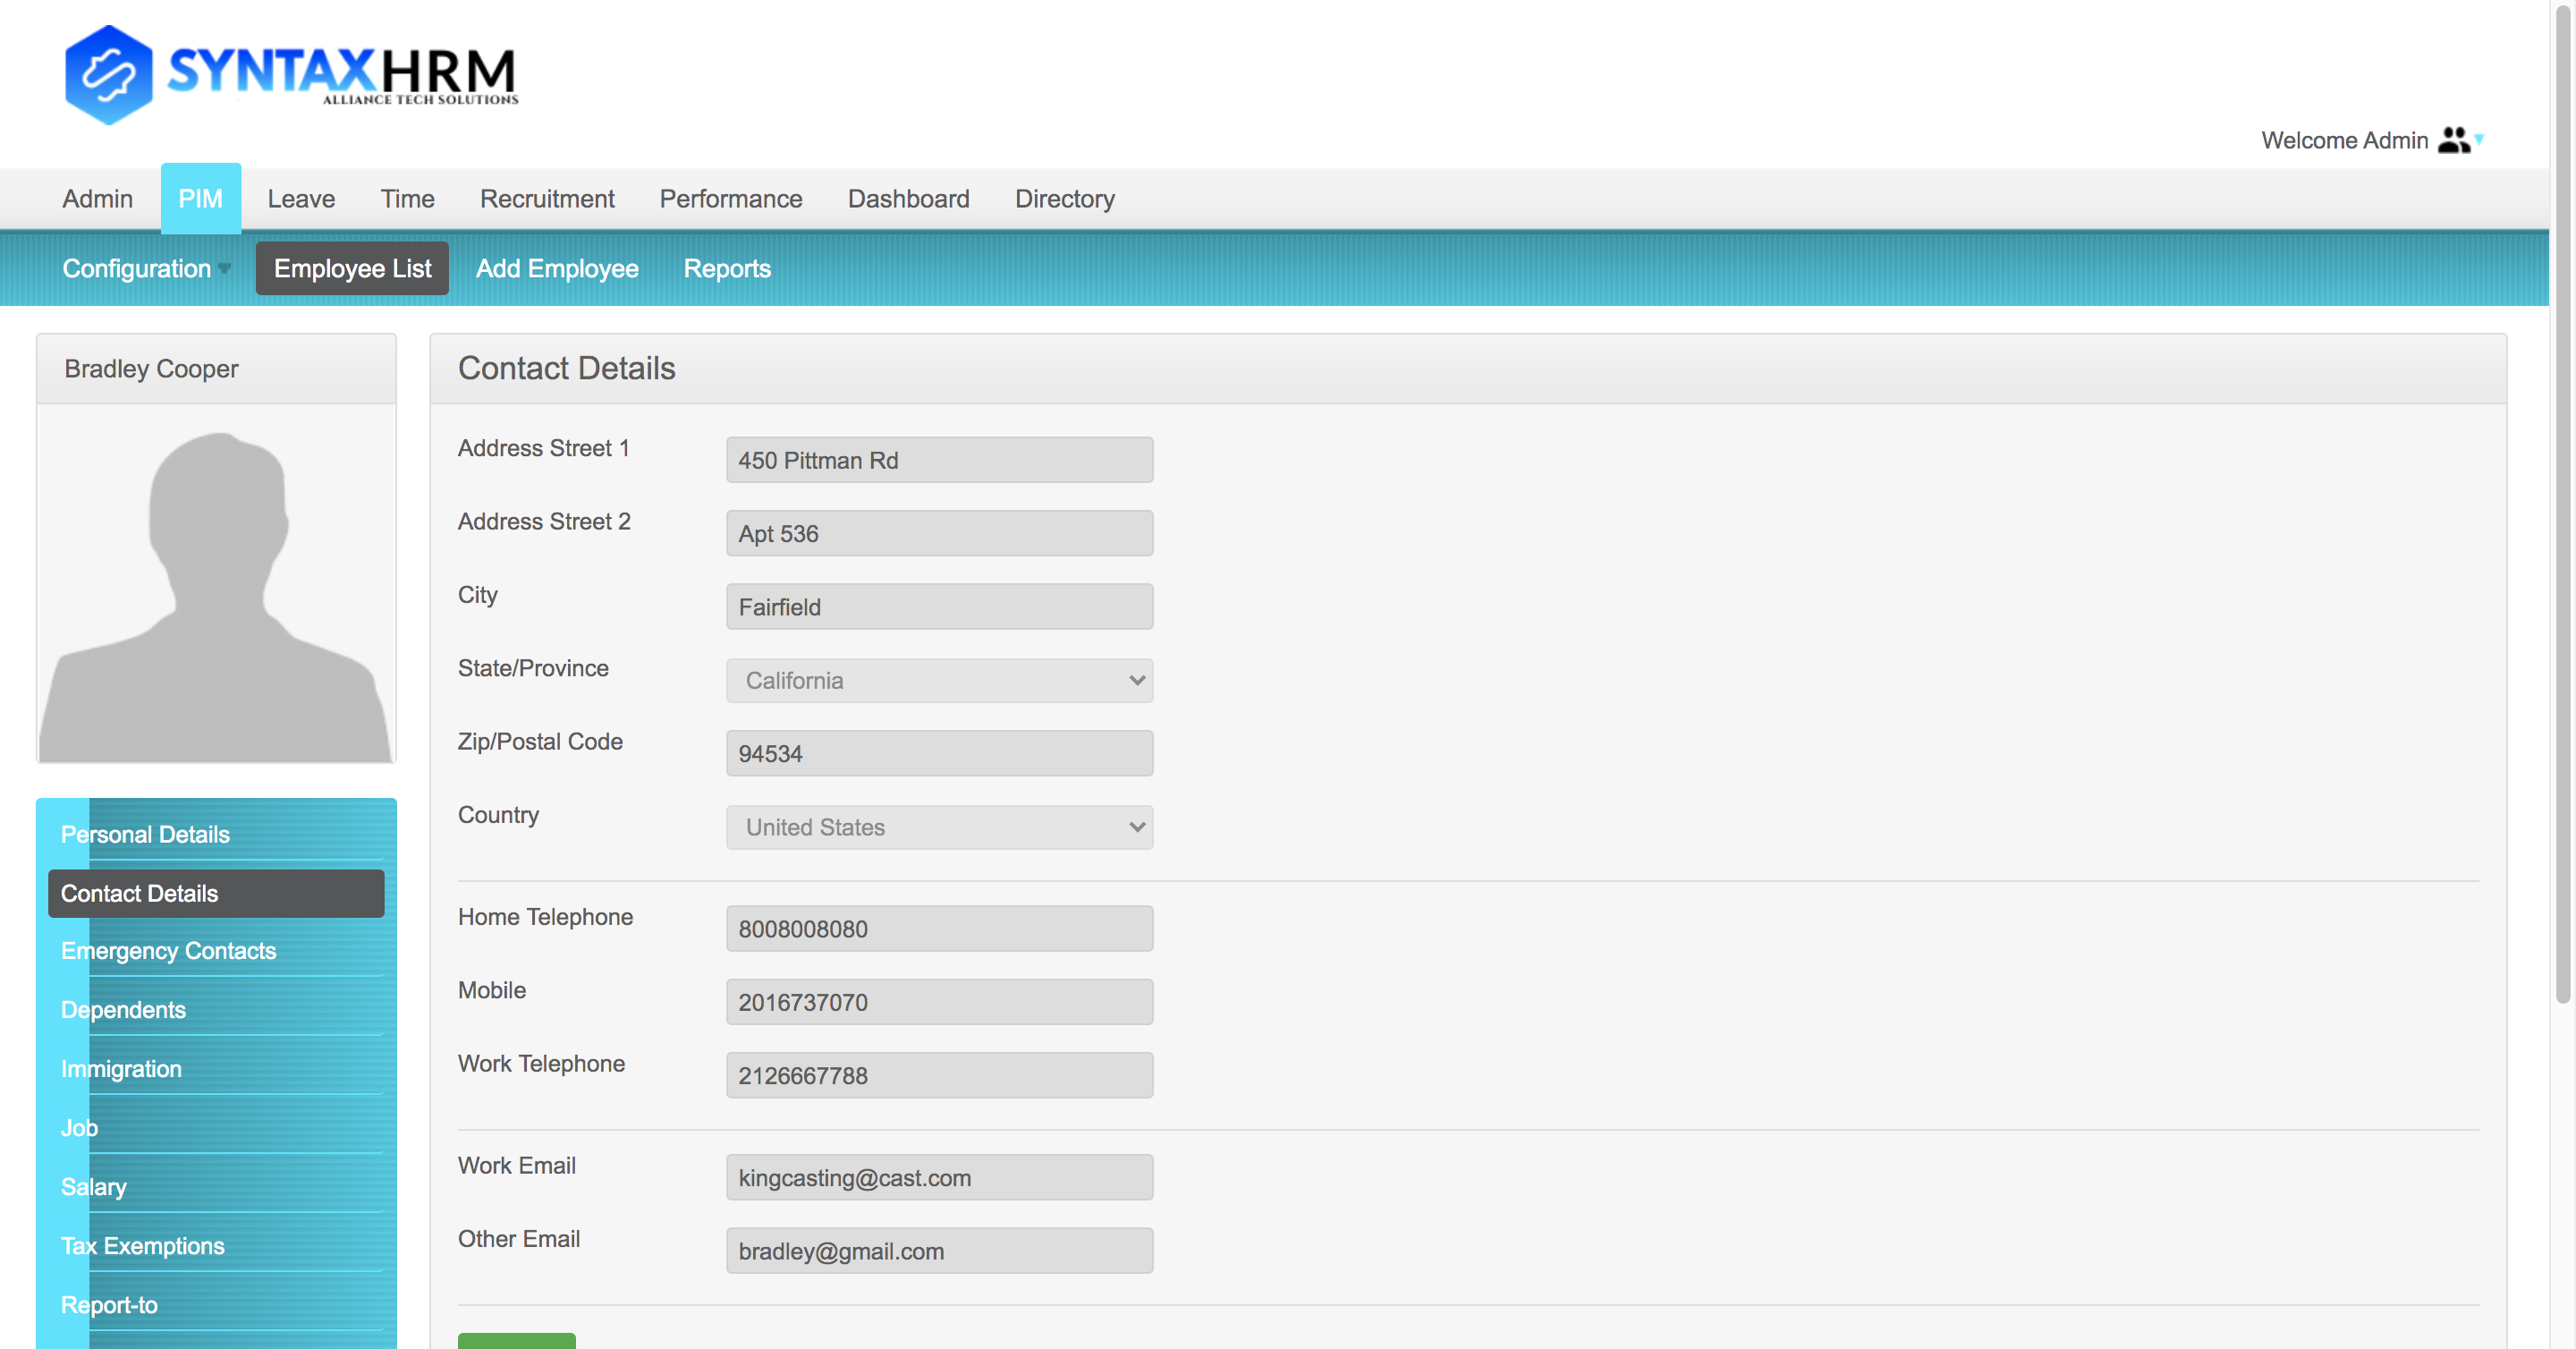 SYNTAXHRM
ALLIANCE TECH SOLUTIONS
Welcome Admin
Admin PIM Leave Time Recruitment Performance Dashboard Directory
Configuration Employee List Add Employee Reports
Bradley Cooper
Personal Details
Contact Details
Emergency Contacts
Dependents
Immigration
Job
Salary
Tax Exemptions
Report-to
Contact Details
Address Street 1 450 Pittman Rd
Address Street 2 Apt 536
City Fairfield
State/Province California
Zip/Postal Code 94534
Country United States
Home Telephone 8008008080
Mobile 2016737070
Work Telephone 2126667788
Work Email kingcasting@cast.com
Other Email bradley@gmail.com